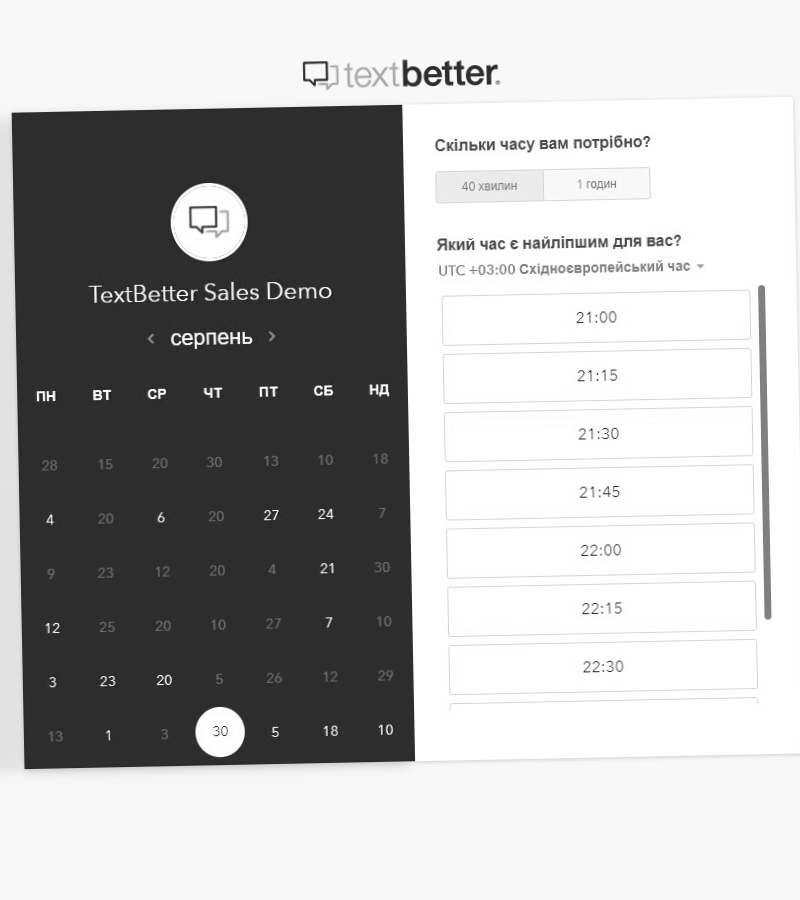 textbetter.
TextBetter Sales Demo
‹ серпень ›
ПН ВТ СР ЧТ ПТ СБ НД
28 15 20 30 13 10 18
4 20 6 20 27 24 7
9 23 12 20 4 21 30
12 25 20 10 27 7 10
3 23 20 5 26 12 29
13 1 3 30 5 18 10
Скільки часу вам потрібно?
40 хвилин 1 годин
Який час є найліпшим для вас?
UTC +03:00 Східноєвропейський час
21:00
21:15
21:30
21:45
22:00
22:15
22:30